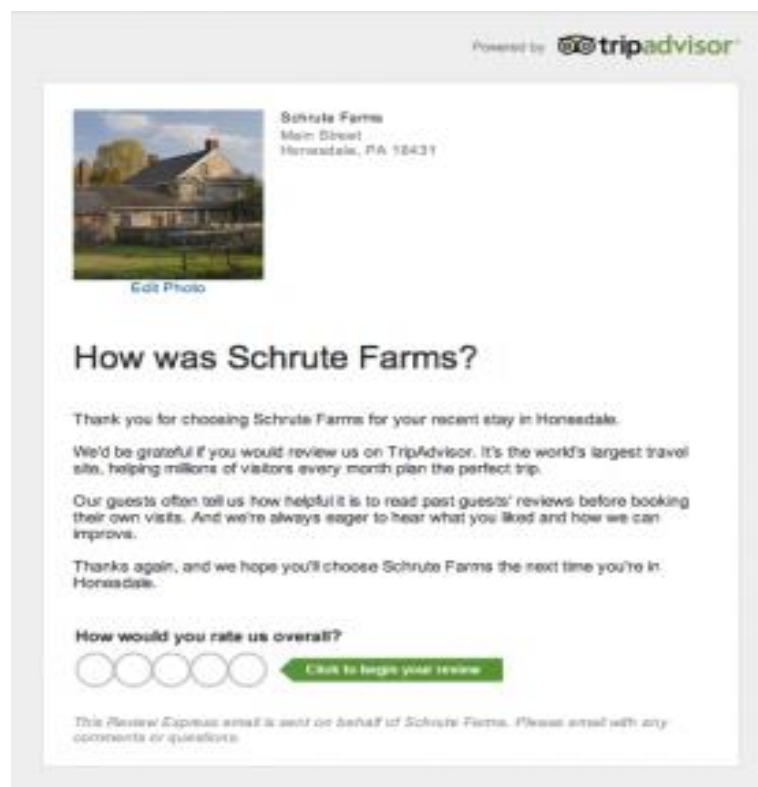 Powered by tripadvisor
Schrute Farms
Main Street
Honesdale, PA 18431
Edit Photo
How was Schrute Farms?
Thank you for choosing Schrute Farms for your recent stay in Honesdale.
We'd be grateful if you would review us on TripAdvisor. It's the world's largest travel
site, helping millions of visitors every month plan the perfect trip.
Our guests often tell us how helpful it is to read past guests' reviews before booking
their own visits. And we're always eager to hear what you liked and how we can
improve.
Thanks again, and we hope you'll choose Schrute Farms the next time you're in
Honesdale.
How would you rate us overall?
Click to begin your review
This Review Express email is sent on behalf of Schrute Farms. Please email with any
comments or questions.